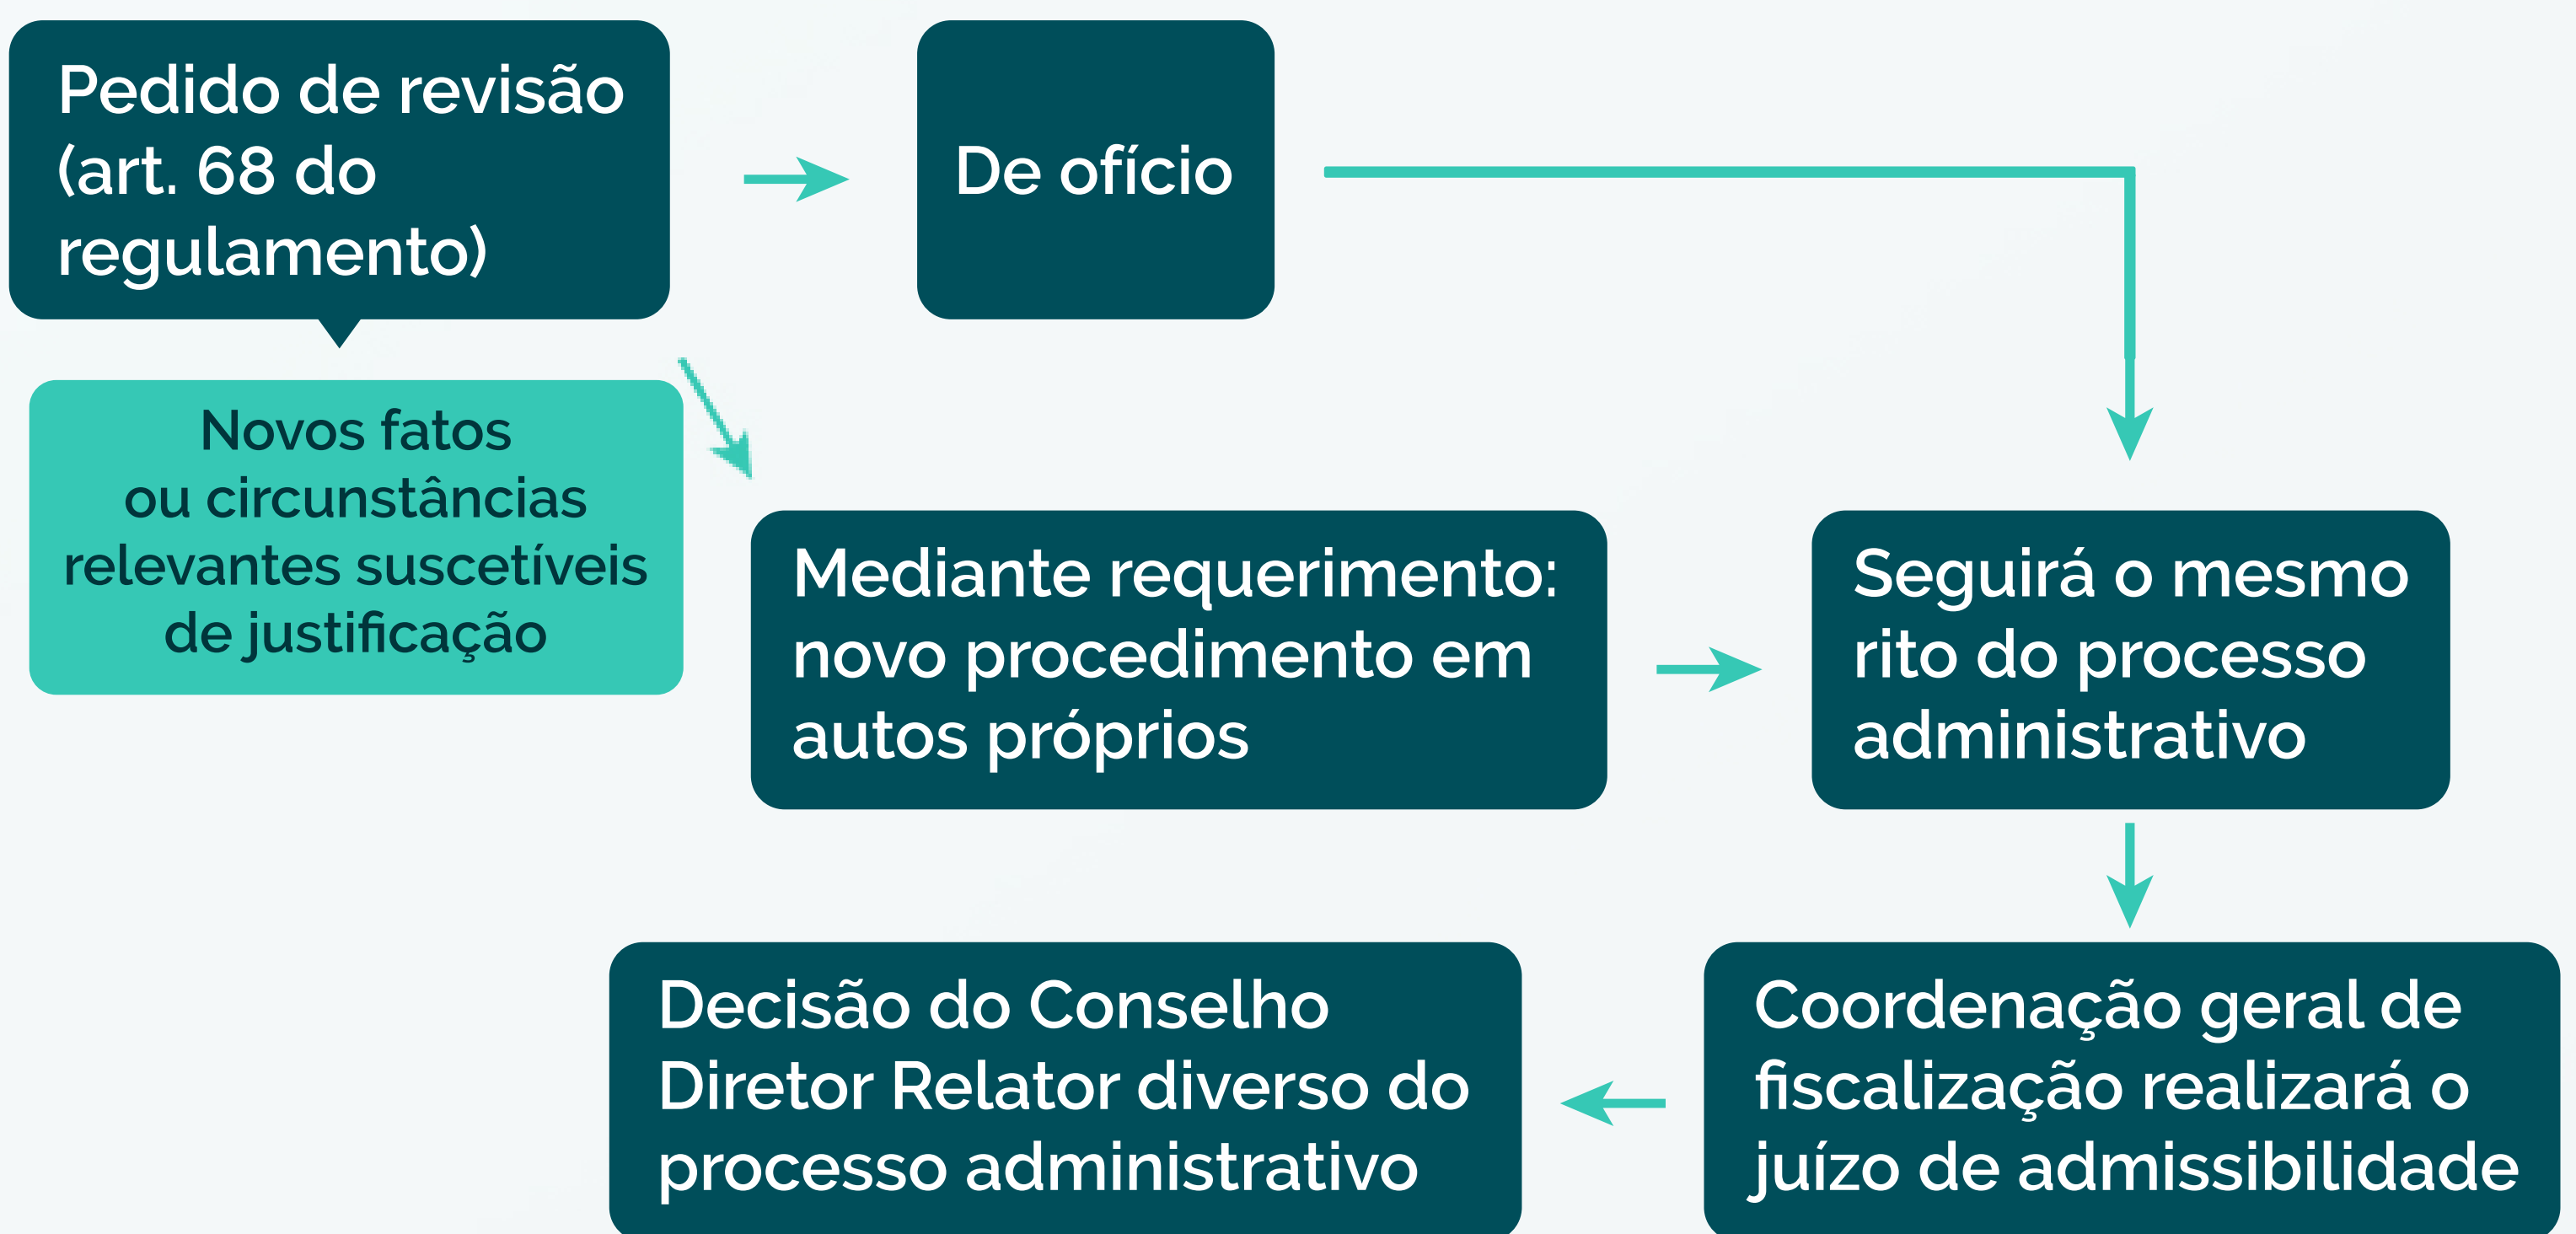 Pedido de revisão
(art. 68 do
regulamento)
De ofício
Novos fatos
ou circunstâncias
relevantes suscetíveis
de justificação
Mediante requerimento:
novo procedimento em
autos próprios
Seguirá o mesmo
rito do processo
administrativo
Coordenação geral de
fiscalização realizará o
juízo de admissibilidade
Decisão do Conselho
Diretor Relator diverso do
processo administrativo